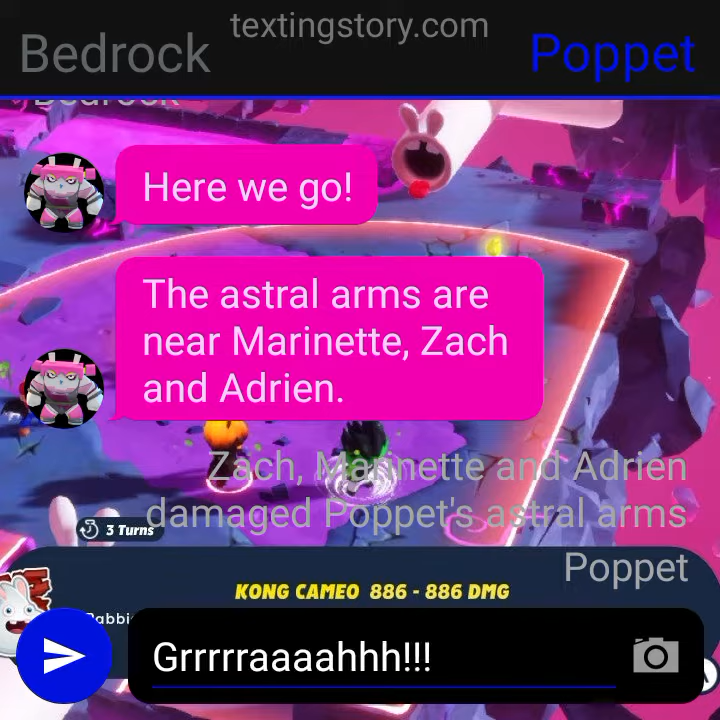 textingstory.com
Bedrock
Poppet
Bedrock
Here we go!
The astral arms are
near Marinette, Zach
and Adrien.
Zach, Marinette and Adrien
damaged Poppet's astral arms
3 Turns
Poppet
KONG CAMEO 886 - 886 DMG
Grrrrraaaahhh!!!